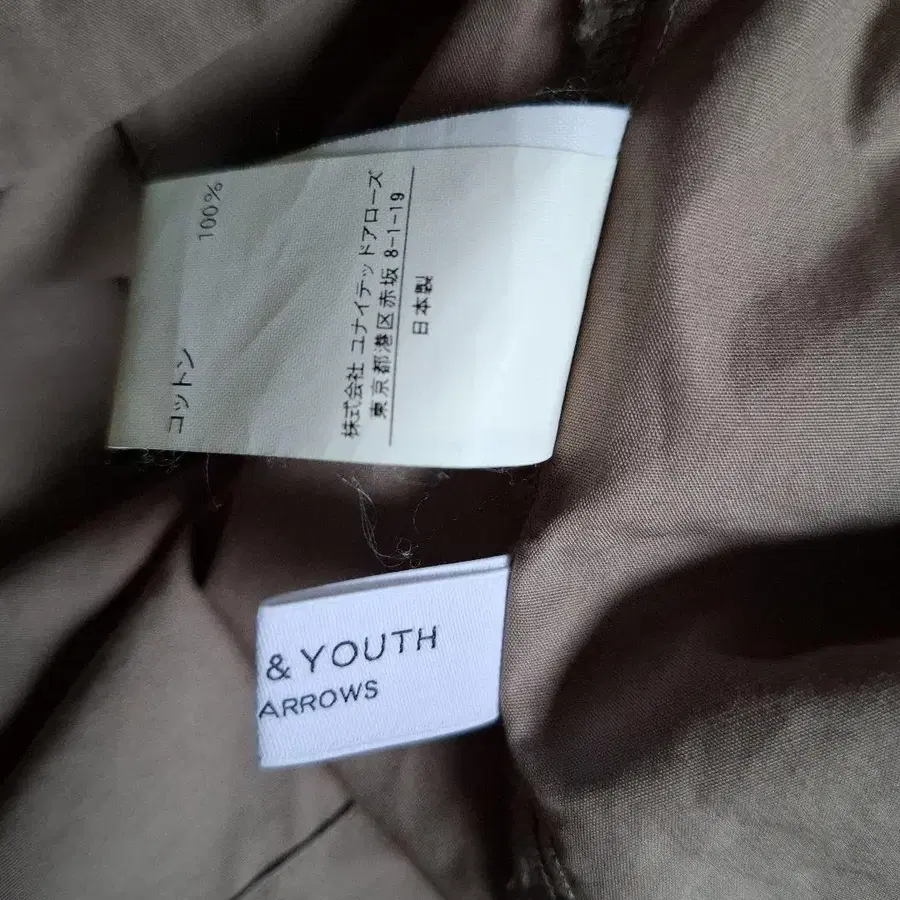 コットン 100%
株式会社 ユナイテッドアローズ
東京都港区赤坂 8-1-19
日本製
& YOUTH
ARROWS